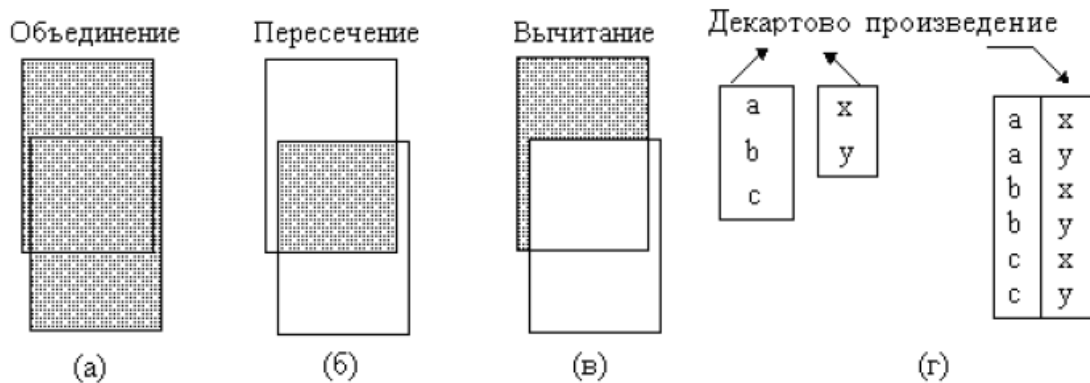 Объединение
Пересечение
Вычитание
Декартово произведение
a
b
c
x
y
a x
a y
b x
b y
c x
c y
(а)
(б)
(в)
(г)